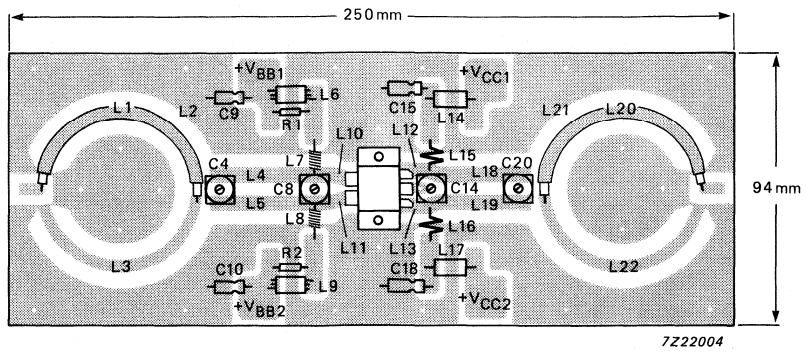 250 mm
+VBB1
+VCC1
C9
L6
C15
L14
L1
L2
R1
L21
L20
L10
L12
L7
L15
C4
L4
C8
C14
L18
C20
94 mm
L5
L19
L8
L16
L11
L13
L3
R2
L17
L22
C10
L9
C18
+VBB2
+VCC2
7Z22004